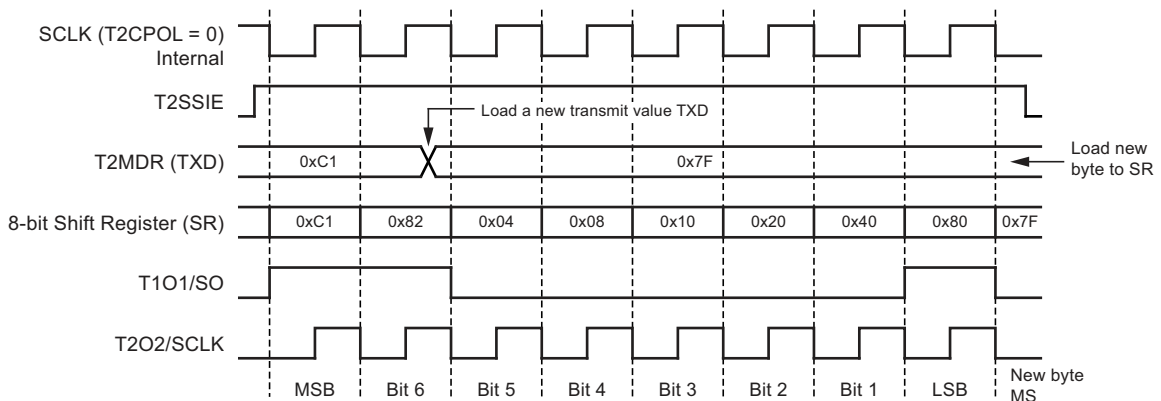 SCLK (T2CPOL = 0)
Internal
T2SSIE
Load a new transmit value TXD
T2MDR (TXD)
0xC1
0x7F
Load new
byte to SR
8-bit Shift Register (SR)
0xC1 0x82 0x04 0x08 0x10 0x20 0x40 0x80 0x7F
T1O1/SO
T2O2/SCLK
MSB Bit 6 Bit 5 Bit 4 Bit 3 Bit 2 Bit 1 LSB
New byte
MS